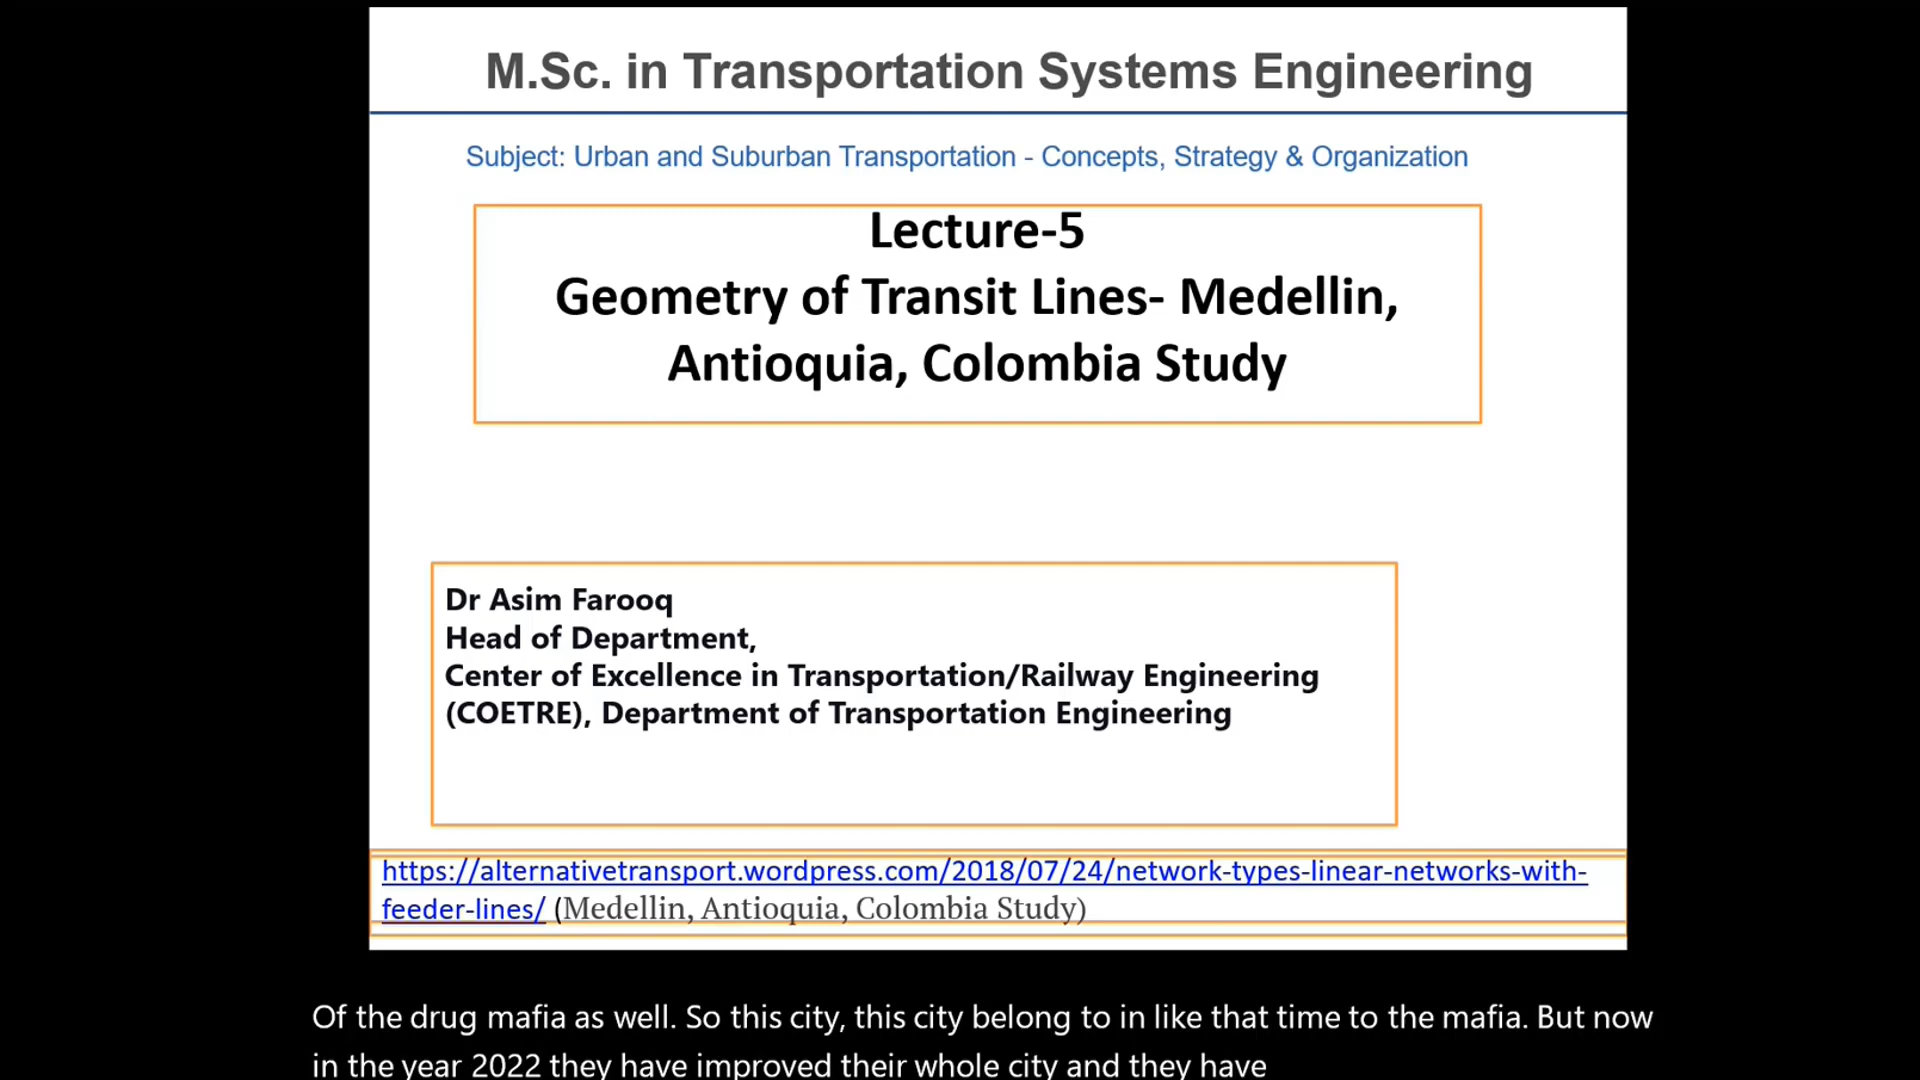 M.Sc. in Transportation Systems Engineering
Subject: Urban and Suburban Transportation - Concepts, Strategy & Organization
Lecture-5
Geometry of Transit Lines- Medellin,
Antioquia, Colombia Study
Dr Asim Farooq
Head of Department,
Center of Excellence in Transportation/Railway Engineering
(COETRE), Department of Transportation Engineering
https://alternativetransport.wordpress.com/2018/07/24/network-types-linear-networks-with-
feeder-lines/ (Medellin, Antioquia, Colombia Study)
Of the drug mafia as well. So this city, this city belong to in like that time to the mafia. But now
in the year 2022 they have improved their whole city and they have